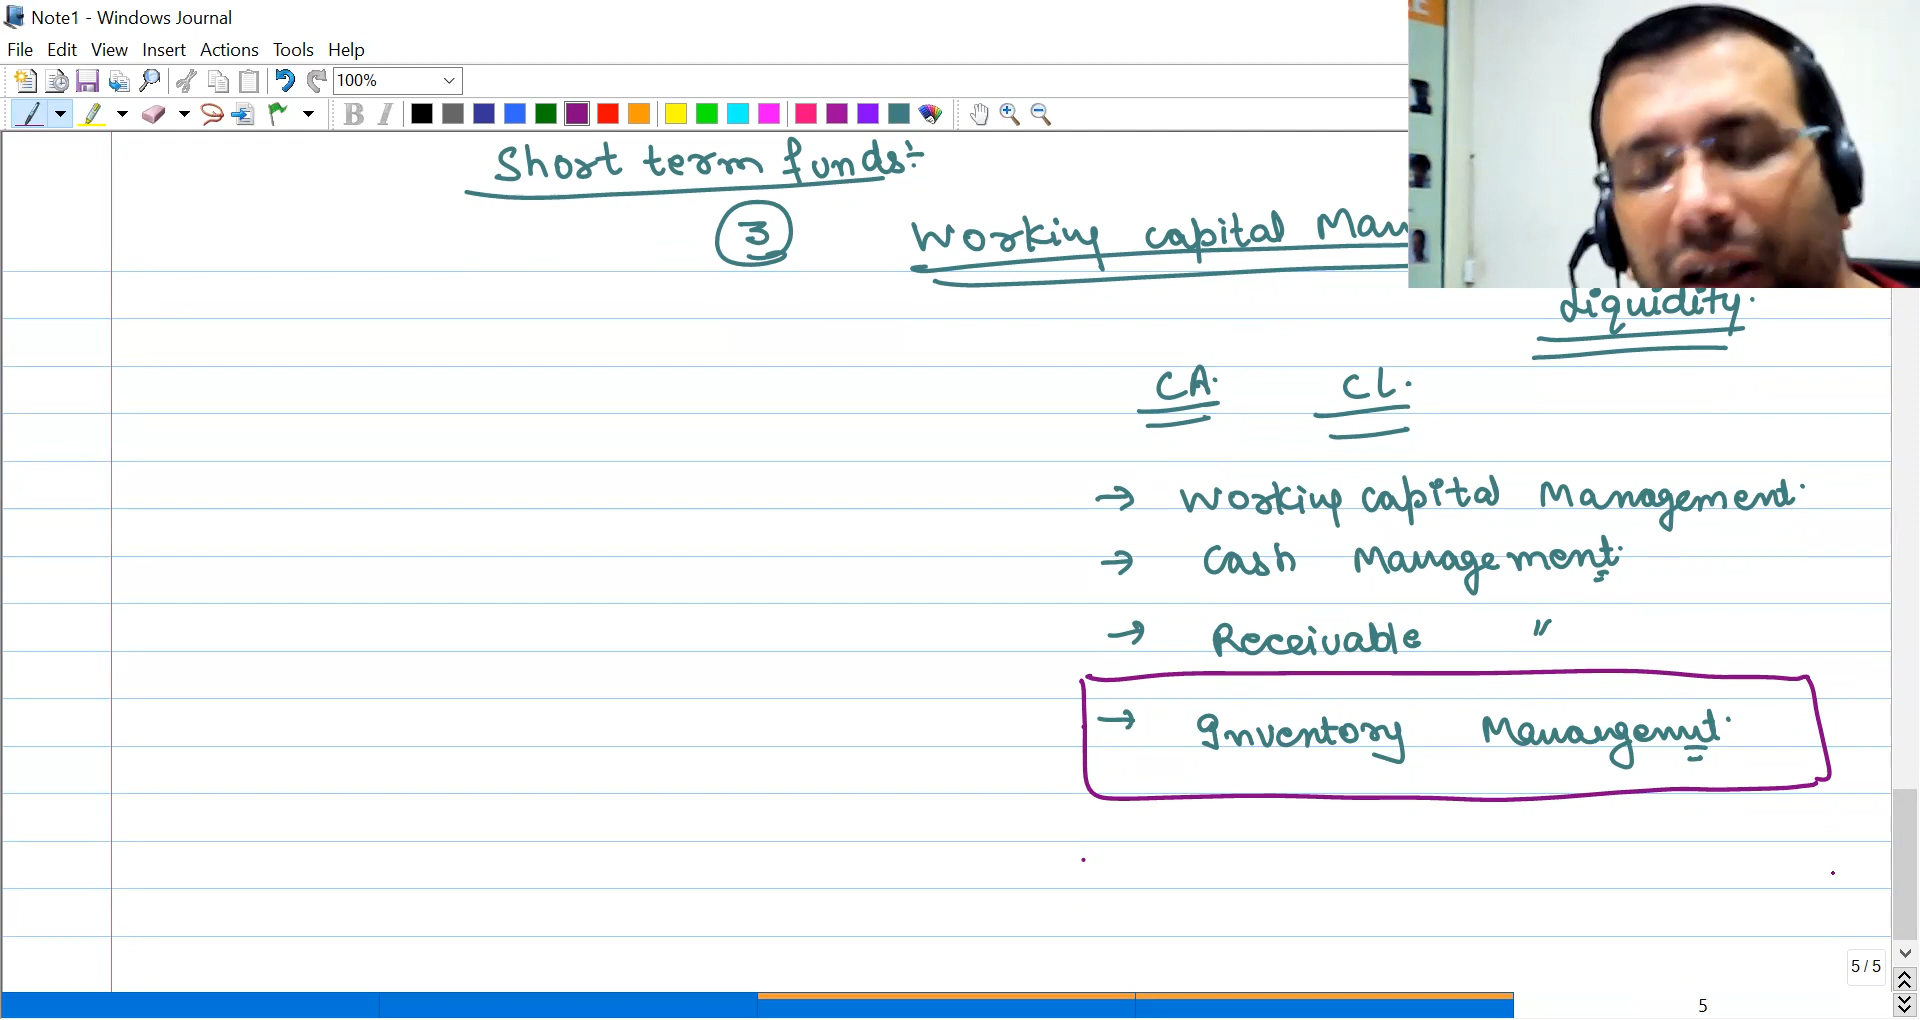 Note1 - Windows Journal
File Edit View Insert Actions Tools Help
100%
B I
Short term funds:-
3 Working capital Man
Liquidity.
CA. CL.
→ Working capital Management.
→ Cash Management.
→ Receivable "
→ Inventory Management.
5 / 5
5